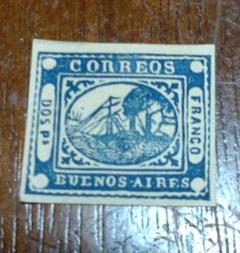 CORREOS
DOS Ps
FRANCO
BUENOS-AIRES